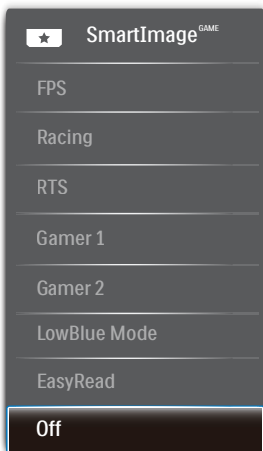 SmartImage GAME
FPS
Racing
RTS
Gamer 1
Gamer 2
LowBlue Mode
EasyRead
Off